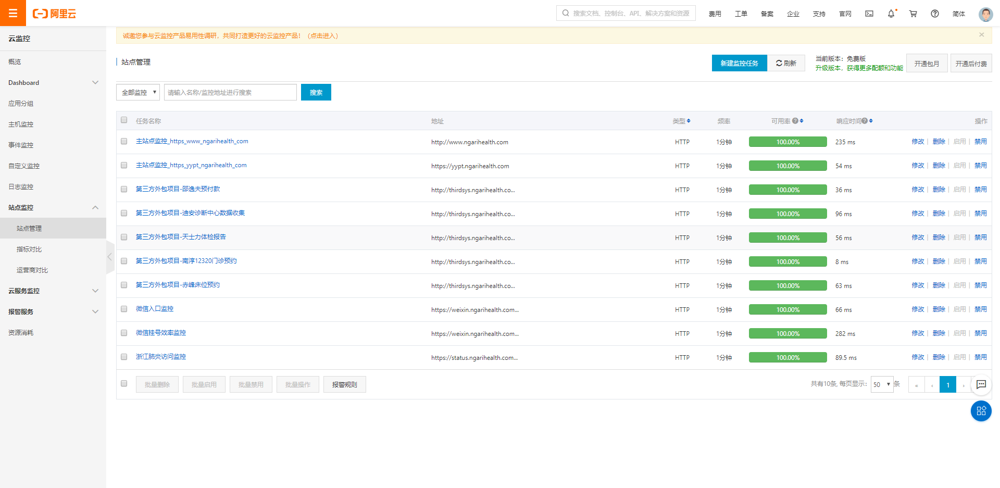 阿里云
搜索文档、控制台、API、解决方案和资源
费用 工单 备案 企业 支持 官网 简体
云监控
概览
Dashboard
应用分组
主机监控
事件监控
自定义监控
日志监控
站点监控
站点管理
指标对比
运营商对比
云服务监控
报警服务
资源消耗
诚邀您参与云监控产品易用性调研，共同打造更好的云监控产品！（点击进入）
站点管理
新建监控任务 刷新
当前版本：免费版
升级版本，获得更多配额和功能
开通包月 开通后付费
全部监控 请输入名称/监控地址进行搜索 搜索
任务名称 地址 类型 频率 可用率 响应时间 操作
主站点监控_https_www_ngarihealth_com http://www.ngarihealth.com HTTP 1分钟 100.00% 235 ms 修改 | 删除 | 启用 | 禁用
主站点监控_https_yypt_ngarihealth_com https://yypt.ngarihealth.com HTTP 1分钟 100.00% 54 ms 修改 | 删除 | 启用 | 禁用
第三方外包项目-邵逸夫预付款 http://thirdsys.ngarihealth.co... HTTP 1分钟 100.00% 36 ms 修改 | 删除 | 启用 | 禁用
第三方外包项目-迪安诊断中心数据收集 http://thirdsys.ngarihealth.co... HTTP 1分钟 100.00% 96 ms 修改 | 删除 | 启用 | 禁用
第三方外包项目-天士力体检报告 http://thirdsys.ngarihealth.co... HTTP 1分钟 100.00% 56 ms 修改 | 删除 | 启用 | 禁用
第三方外包项目-南淳12320门诊预约 http://thirdsys.ngarihealth.co... HTTP 1分钟 100.00% 8 ms 修改 | 删除 | 启用 | 禁用
第三方外包项目-赤峰床位预约 http://thirdsys.ngarihealth.co... HTTP 1分钟 100.00% 63 ms 修改 | 删除 | 启用 | 禁用
微信入口监控 https://weixin.ngarihealth.com... HTTP 1分钟 100.00% 66 ms 修改 | 删除 | 启用 | 禁用
微信挂号效率监控 https://weixin.ngarihealth.com... HTTP 1分钟 100.00% 282 ms 修改 | 删除 | 启用 | 禁用
浙江肺炎访问监控 https://status.ngarihealth.com... HTTP 1分钟 100.00% 89.5 ms 修改 | 删除 | 启用 | 禁用
批量删除 批量启用 批量禁用 批量操作 报警规则 共有10条, 每页显示： 50 条 « ‹ 1 ›